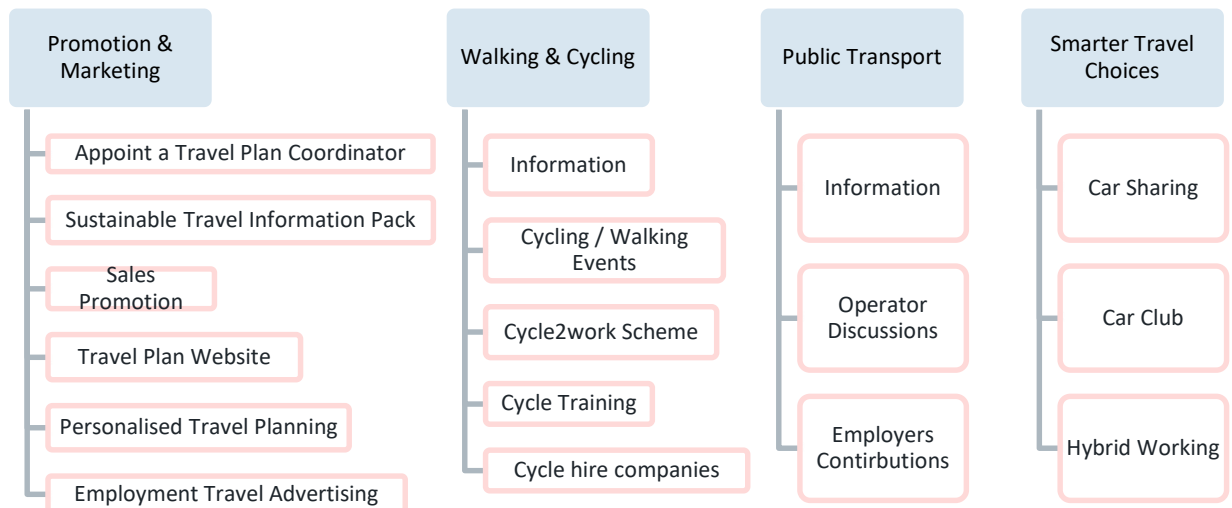 Promotion &
Marketing
Appoint a Travel Plan Coordinator
Sustainable Travel Information Pack
Sales
Promotion
Travel Plan Website
Personalised Travel Planning
Employment Travel Advertising
Walking & Cycling
Information
Cycling / Walking
Events
Cycle2work Scheme
Cycle Training
Cycle hire companies
Public Transport
Information
Operator
Discussions
Employers
Contirbutions
Smarter Travel
Choices
Car Sharing
Car Club
Hybrid Working